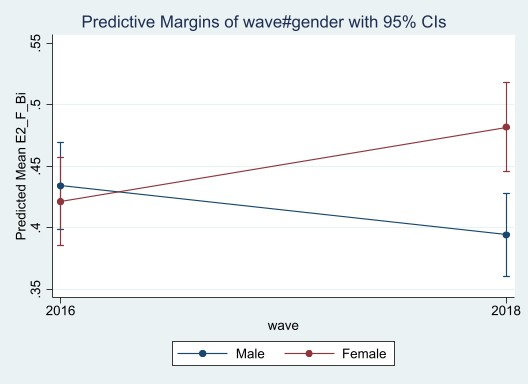 Predictive Margins of wave#gender with 95% CIs
Predicted Mean E2_F_Bi
.55
.5
.45
.4
.35
2016
2018
wave
Male
Female